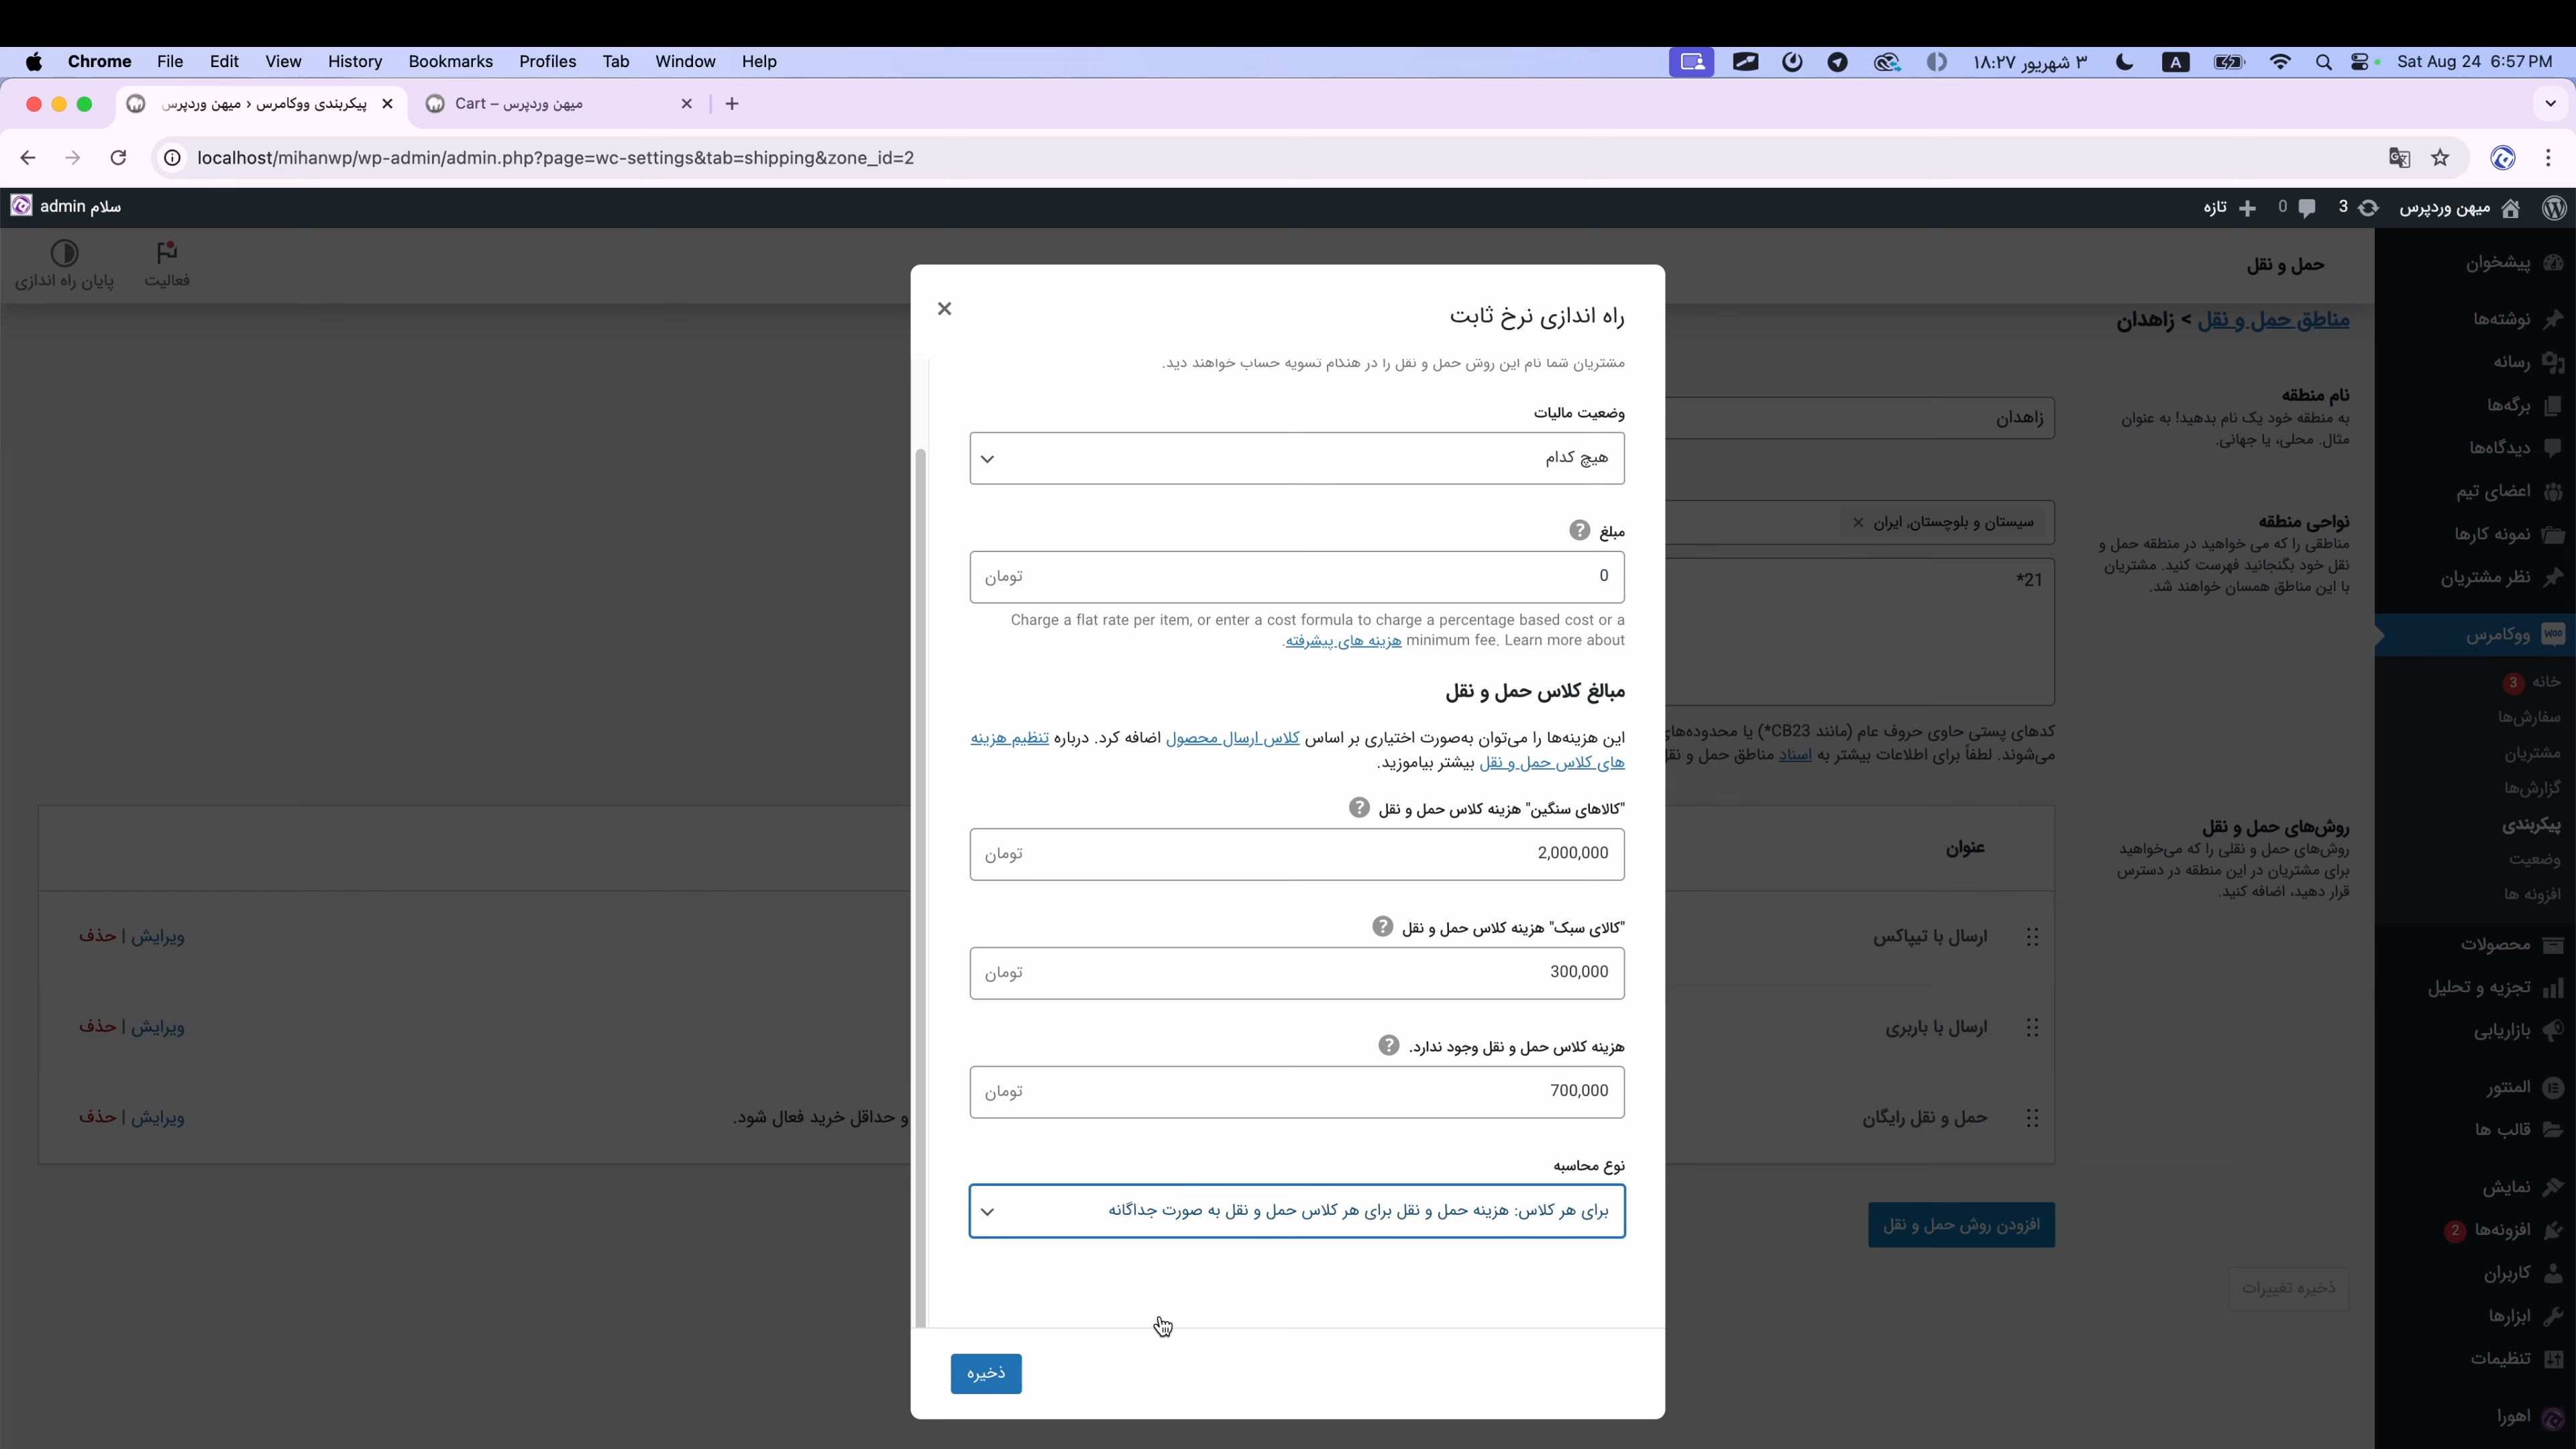 Chrome File Edit View History Bookmarks Profiles Tab Window Help
۳ شهریور ۱۸:۲۷
A
Sat Aug 24 6:57 PM
پیکربندی ووکامرس ‹ میهن وردپرس
Cart – میهن وردپرس
localhost/mihanwp/wp-admin/admin.php?page=wc-settings&tab=shipping&zone_id=2
میهن وردپرس
3
0
تازه
سلام admin
حمل و نقل
فعالیت
پایان راه اندازی
مناطق حمل و نقل > زاهدان
نام منطقه
به منطقه خود یک نام بدهید! به عنوان
مثال. محلی، یا جهانی.
زاهدان
نواحی منطقه
مناطقی را که می خواهید در منطقه حمل و
نقل خود بگنجانید فهرست کنید. مشتریان
با این مناطق همسان خواهند شد.
سیستان و بلوچستان, ایران ×
21*
کدهای پستی حاوی حروف عام (مانند CB23*) یا محدوده‌های
می‌شوند. لطفاً برای اطلاعات بیشتر به اسناد مناطق حمل و نقل
روش‌های حمل و نقل
روش‌های حمل و نقلی را که می‌خواهید
برای مشتریان در این منطقه در دسترس
قرار دهید، اضافه کنید.
عنوان
ارسال با تیپاکس
ویرایش | حذف
ارسال با باربری
ویرایش | حذف
حمل و نقل رایگان
و حداقل خرید فعال شود.
ویرایش | حذف
افزودن روش حمل و نقل
ذخیره تغییرات
راه اندازی نرخ ثابت
مشتریان شما نام این روش حمل و نقل را در هنگام تسویه حساب خواهند دید.
وضعیت مالیات
هیچ کدام
مبلغ ?
0 تومان
Charge a flat rate per item, or enter a cost formula to charge a percentage based cost or a
minimum fee. Learn more about هزینه های پیشرفته.
مبالغ کلاس حمل و نقل
این هزینه‌ها را می‌توان به‌صورت اختیاری بر اساس کلاس ارسال محصول اضافه کرد. درباره تنظیم هزینه
های کلاس حمل و نقل بیشتر بیاموزید.
"کالاهای سنگین" هزینه کلاس حمل و نقل ?
2,000,000 تومان
"کالای سبک" هزینه کلاس حمل و نقل ?
300,000 تومان
هزینه کلاس حمل و نقل وجود ندارد. ?
700,000 تومان
نوع محاسبه
برای هر کلاس: هزینه حمل و نقل برای هر کلاس حمل و نقل به صورت جداگانه
ذخیره
پیشخوان
نوشته‌ها
رسانه
برگه‌ها
دیدگاه‌ها
اعضای تیم
نمونه کارها
نظر مشتریان
Woo ووکامرس
خانه 3
سفارش‌ها
مشتریان
گزارش‌ها
پیکربندی
وضعیت
افزونه ها
محصولات
تجزیه و تحلیل
بازاریابی
المنتور
قالب ها
نمایش
افزونه‌ها 2
کاربران
ابزارها
تنظیمات
اهورا